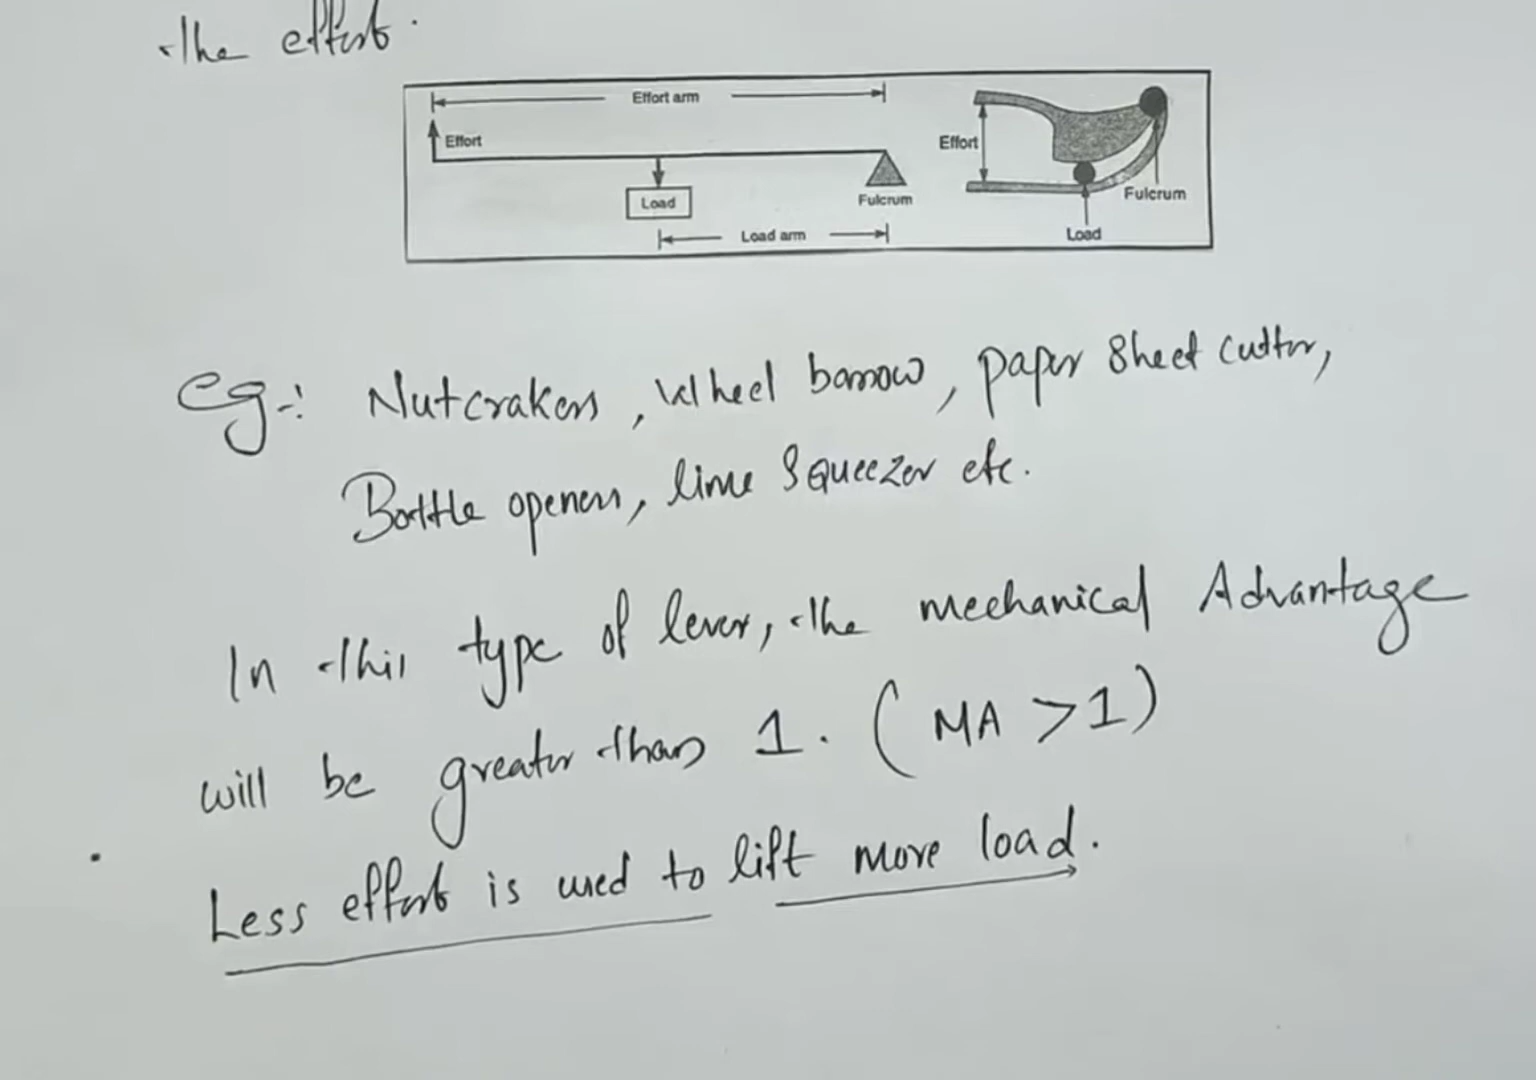 the effort.
Effort arm
Effort
Effort
Load
Fulcrum
Fulcrum
Load arm
Load
eg:- Nutcrakers, Wheel barrow, paper sheet cutter,
Bottle openers, lime squeezer etc.
In this type of lever, the mechanical Advantage
will be greater than 1. (MA > 1)
Less effort is used to lift more load.